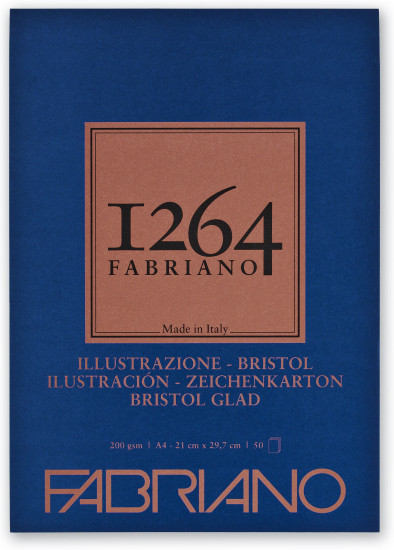 1264
FABRIANO
Made in Italy
ILLUSTRAZIONE - BRISTOL
ILUSTRACIÓN - ZEICHENKARTON
BRISTOL GLAD
200 gsm | A4 - 21 cm x 29,7 cm | 50
FABRIANO